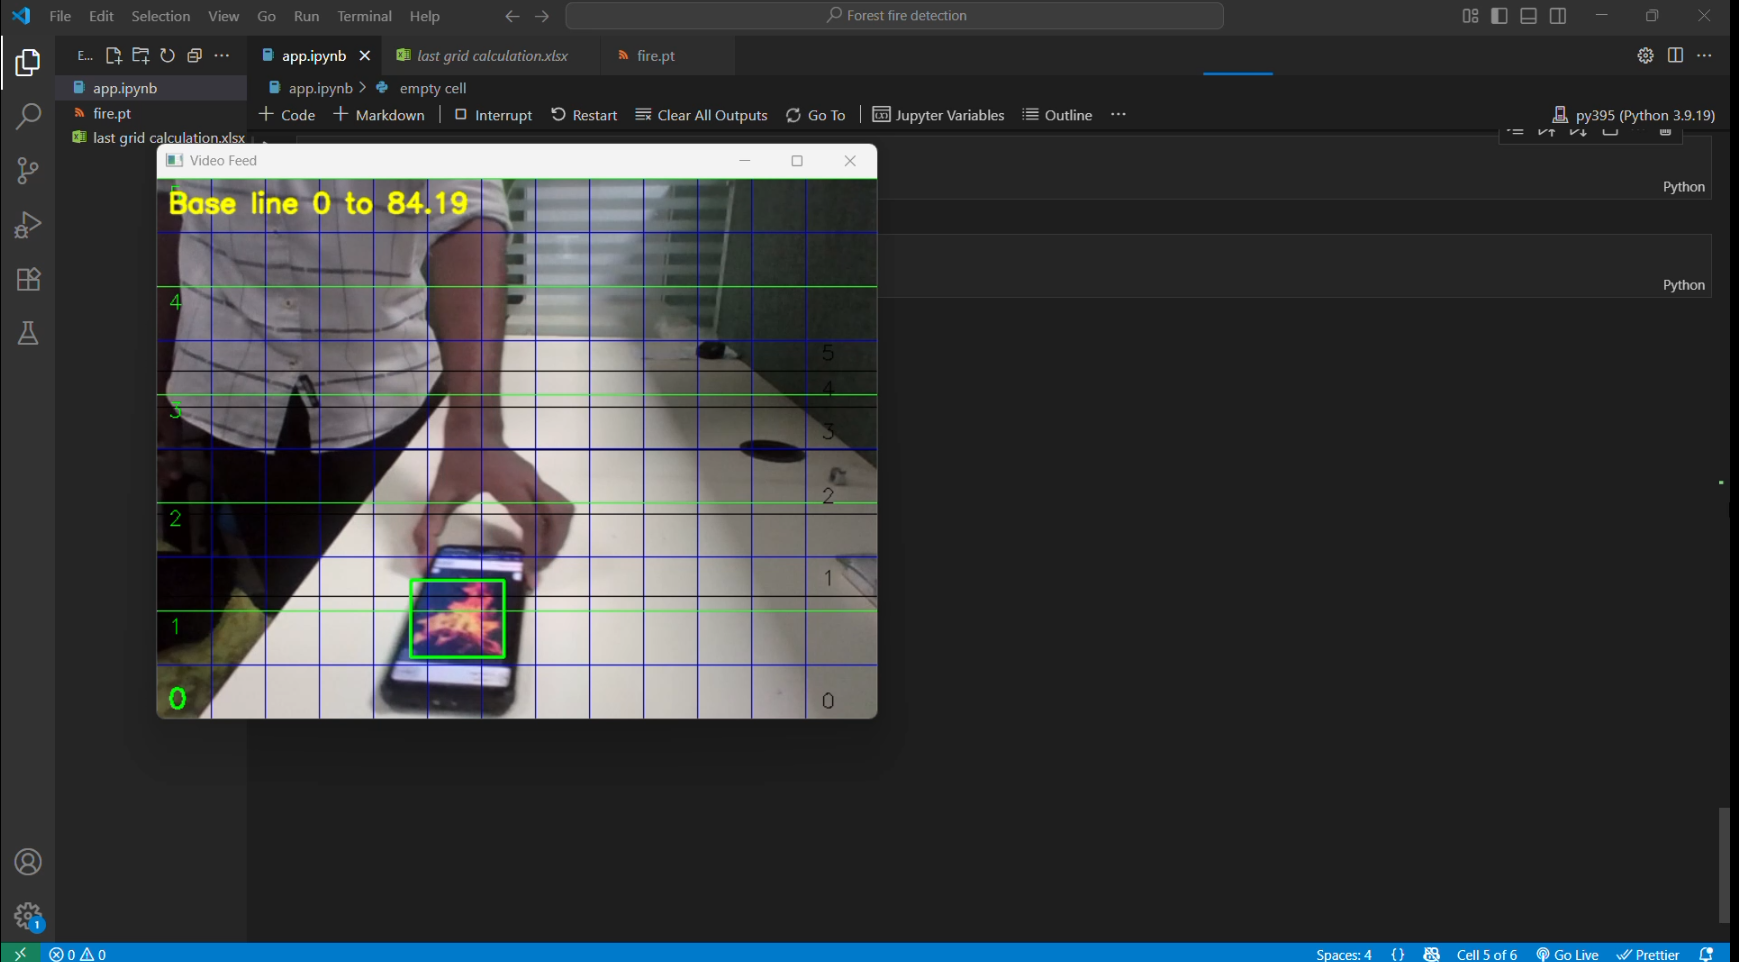 File Edit Selection View Go Run Terminal Help
Forest fire detection
E...
app.ipynb
last grid calculation.xlsx
fire.pt
app.ipynb
app.ipynb > empty cell
Code
Markdown
Interrupt
Restart
Clear All Outputs
Go To
Jupyter Variables
Outline
py395 (Python 3.9.19)
fire.pt
last grid calculation.xlsx
Video Feed
Python
Python
Base line 0 to 84.19
5
4
5
4
3
3
2
2
1
1
0
0
1
0 0
Spaces: 4
{}
Cell 5 of 6
Go Live
Prettier